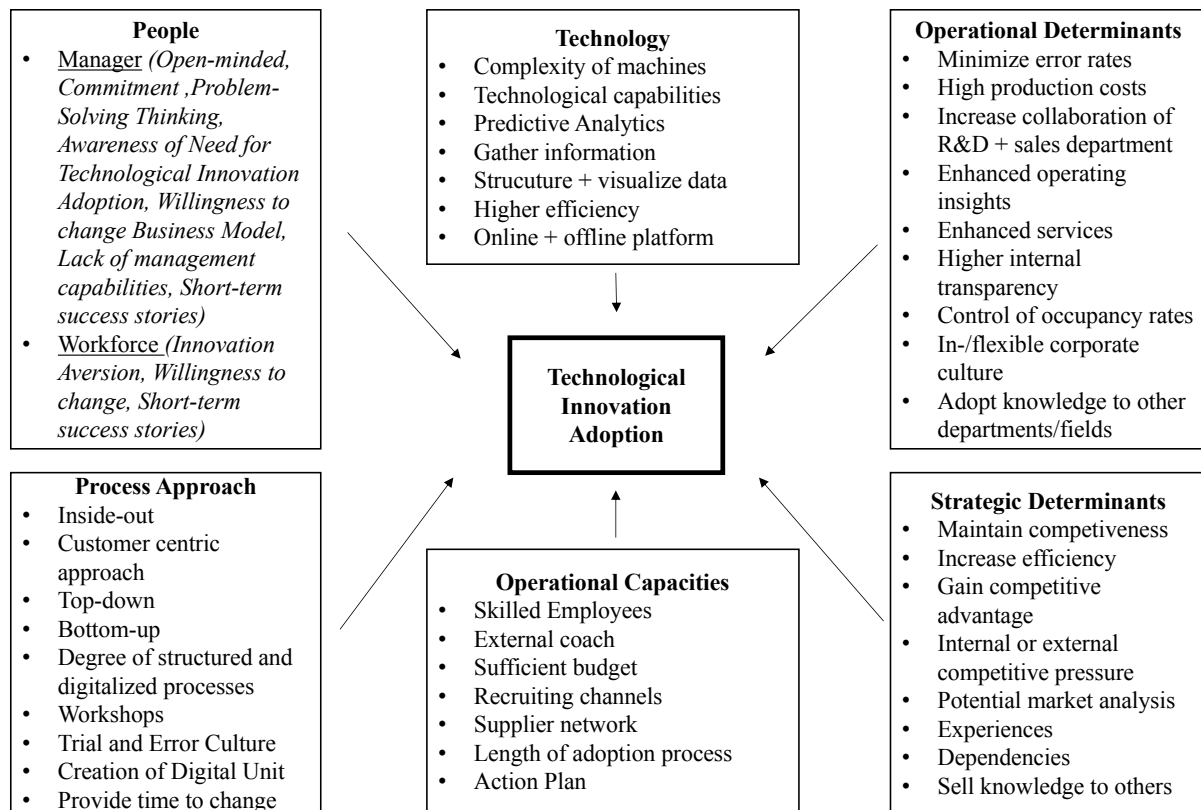 People
• Manager (Open-minded,
Commitment ,Problem-
Solving Thinking,
Awareness of Need for
Technological Innovation
Adoption, Willingness to
change Business Model,
Lack of management
capabilities, Short-term
success stories)
• Workforce (Innovation
Aversion, Willingness to
change, Short-term
success stories)
Technology
• Complexity of machines
• Technological capabilities
• Predictive Analytics
• Gather information
• Strucuture + visualize data
• Higher efficiency
• Online + offline platform
Operational Determinants
• Minimize error rates
• High production costs
• Increase collaboration of
R&D + sales department
• Enhanced operating
insights
• Enhanced services
• Higher internal
transparency
• Control of occupancy rates
• In-/flexible corporate
culture
• Adopt knowledge to other
departments/fields
Technological
Innovation
Adoption
Process Approach
• Inside-out
• Customer centric
approach
• Top-down
• Bottom-up
• Degree of structured and
digitalized processes
• Workshops
• Trial and Error Culture
• Creation of Digital Unit
• Provide time to change
Operational Capacities
• Skilled Employees
• External coach
• Sufficient budget
• Recruiting channels
• Supplier network
• Length of adoption process
• Action Plan
Strategic Determinants
• Maintain competiveness
• Increase efficiency
• Gain competitive
advantage
• Internal or external
competitive pressure
• Potential market analysis
• Experiences
• Dependencies
• Sell knowledge to others